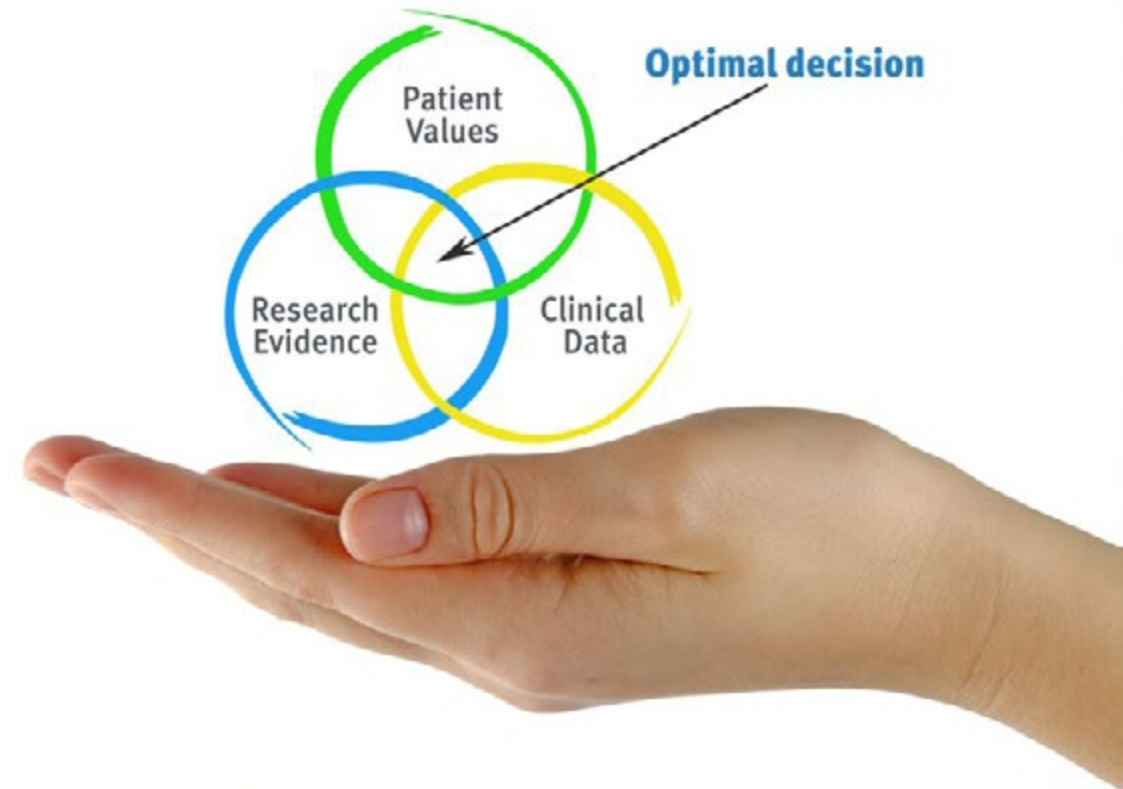 Optimal decision
Patient
Values
Research
Evidence
Clinical
Data